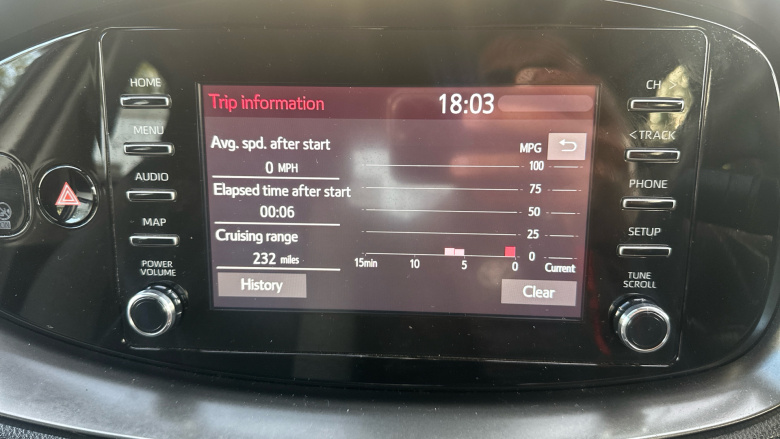 HOME
MENU
AUDIO
MAP
POWER
VOLUME
Trip information 18:03
Avg. spd. after start
0 MPH
Elapsed time after start
00:06
Cruising range
232 miles
History
MPG
100
75
50
25
0
15min 10 5 0 Current
Clear
CH
<TRACK
PHONE
SETUP
TUNE
SCROLL